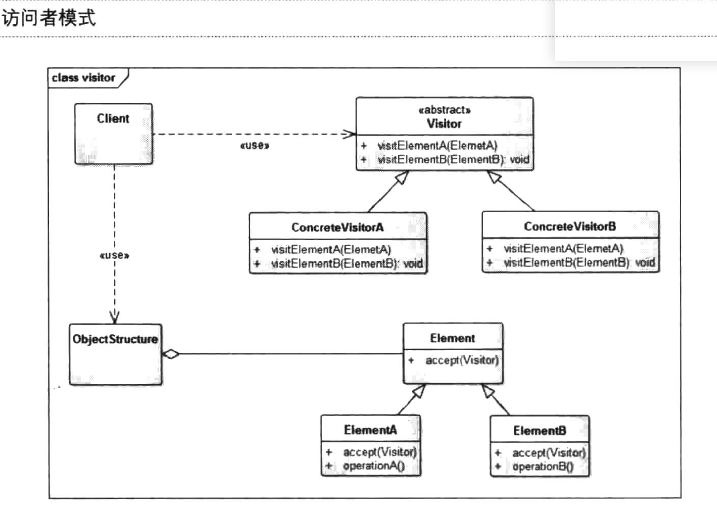 访问者模式
class visitor
Client
«use»
«abstract»
Visitor
+ visitElementA(ElemetA)
+ visitElementB(ElementB): void
ConcreteVisitorA
+ visitElementA(ElemetA)
+ visitElementB(ElementB): void
ConcreteVisitorB
+ visitElementA(ElemetA)
+ visitElementB(ElementB): void
«use»
ObjectStructure
Element
+ accept(Visitor)
ElementA
+ accept(Visitor)
+ operationA()
ElementB
+ accept(Visitor)
+ operationB()